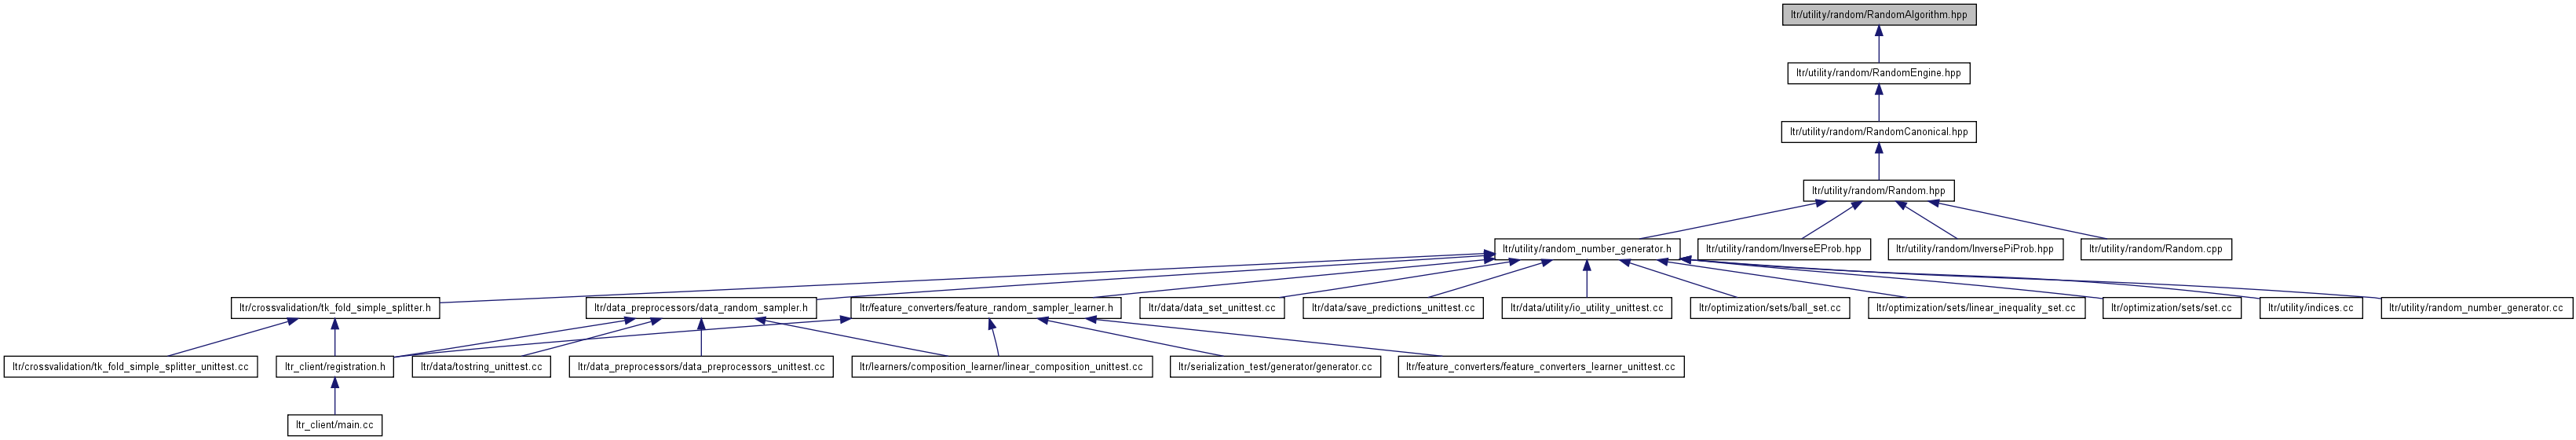 ltr/utility/random/RandomAlgorithm.hpp
ltr/utility/random/RandomEngine.hpp
ltr/utility/random/RandomCanonical.hpp
ltr/utility/random/Random.hpp
ltr/utility/random_number_generator.h
ltr/utility/random/InverseEProb.hpp
ltr/utility/random/InversePiProb.hpp
ltr/utility/random/Random.cpp
ltr/crossvalidation/tk_fold_simple_splitter.h
ltr/data_preprocessors/data_random_sampler.h
ltr/feature_converters/feature_random_sampler_learner.h
ltr/data/data_set_unittest.cc
ltr/data/save_predictions_unittest.cc
ltr/data/utility/io_utility_unittest.cc
ltr/optimization/sets/ball_set.cc
ltr/optimization/sets/linear_inequality_set.cc
ltr/optimization/sets/set.cc
ltr/utility/indices.cc
ltr/utility/random_number_generator.cc
ltr/crossvalidation/tk_fold_simple_splitter_unittest.cc
ltr_client/registration.h
ltr/data/tostring_unittest.cc
ltr/data_preprocessors/data_preprocessors_unittest.cc
ltr/learners/composition_learner/linear_composition_unittest.cc
ltr/serialization_test/generator/generator.cc
ltr/feature_converters/feature_converters_learner_unittest.cc
ltr_client/main.cc